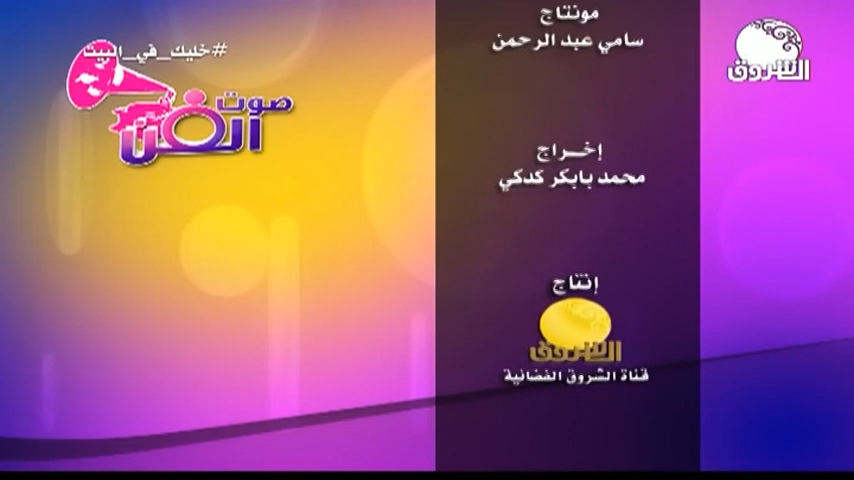 #خليك_في_البيت
صوت
الفن
مونتاج
سامي عبد الرحمن
إخراج
محمد بابكر كدكي
إنتاج
الشروق
قناة الشروق الفضائية
الشروق